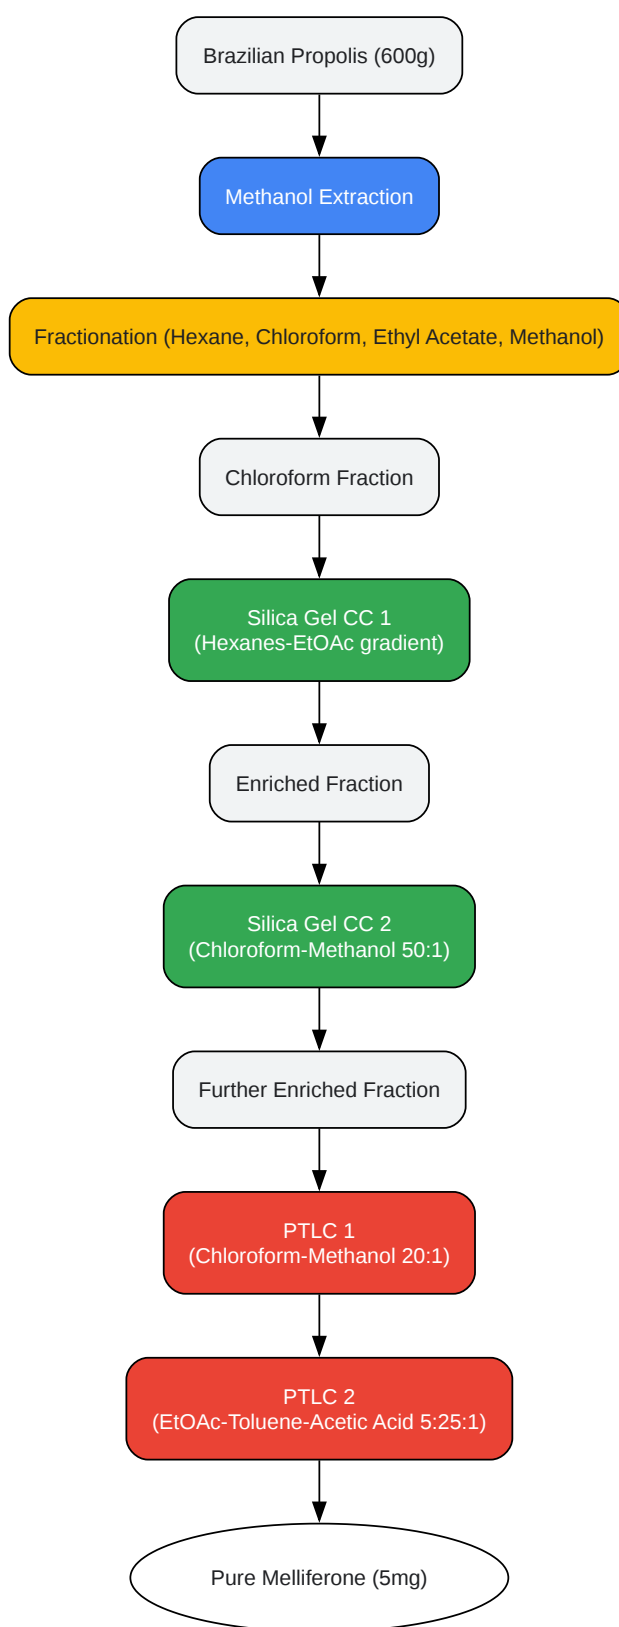 Brazilian Propolis (600g)
Methanol Extraction
Fractionation (Hexane, Chloroform, Ethyl Acetate, Methanol)
Chloroform Fraction
Silica Gel CC 1
(Hexanes-EtOAc gradient)
Enriched Fraction
Silica Gel CC 2
(Chloroform-Methanol 50:1)
Further Enriched Fraction
PTLC 1
(Chloroform-Methanol 20:1)
PTLC 2
(EtOAc-Toluene-Acetic Acid 5:25:1)
Pure Melliferone (5mg)